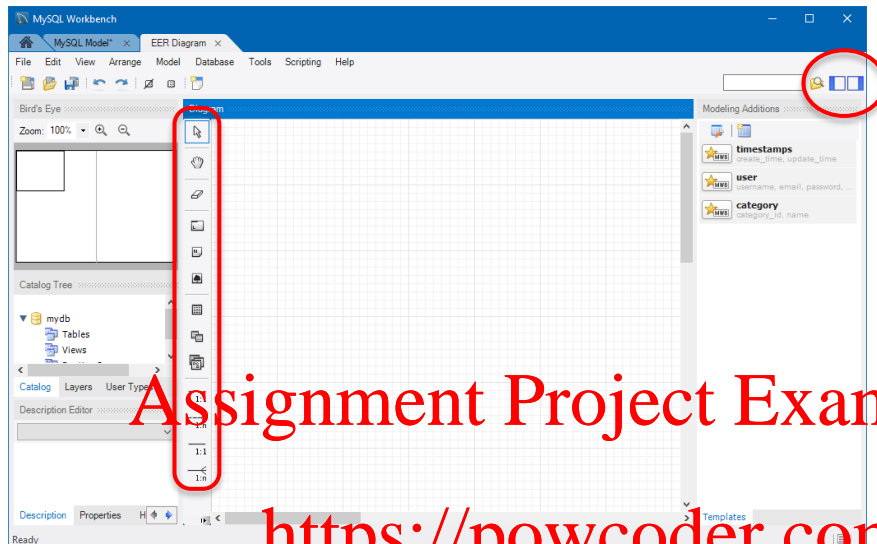 MySQL Workbench
MySQL Model* × EER Diagram ×
File Edit View Arrange Model Database Tools Scripting Help
Bird's Eye
Zoom: 100%
Diagram
Modeling Additions
timestamps
create_time, update_time
user
username, email, password, ...
category
category_id, name
Catalog Tree
mydb
Tables
Views
Catalog Layers User Types
Description Editor
1:1
1:n
1:1
1:n
Assignment Project Exam
Description Properties H
Templates
https://powcoder.com
Ready